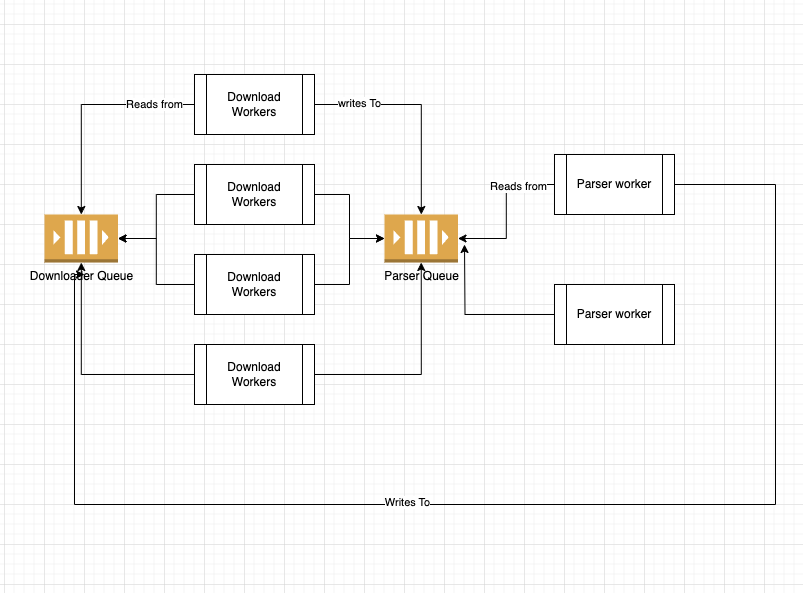 Reads from
Download
Workers
writes To
Download
Workers
Reads from
Parser worker
Downloader Queue
Download
Workers
Parser Queue
Parser worker
Download
Workers
Writes To